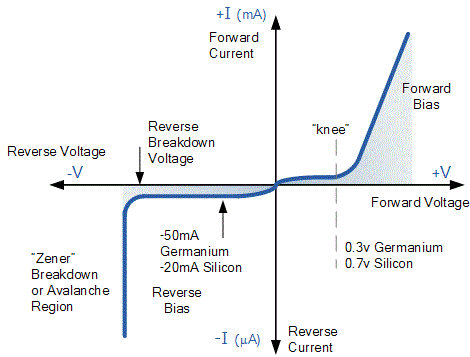 +I (mA)
Forward
Current
Forward
Bias
"knee"
Reverse
Breakdown
Voltage
Reverse Voltage
-V
+V
Forward Voltage
-50mA
Germanium
-20mA Silicon
0.3v Germanium
0.7v Silicon
"Zener"
Breakdown
or Avalanche
Region
Reverse
Bias
-I (μA)
Reverse
Current